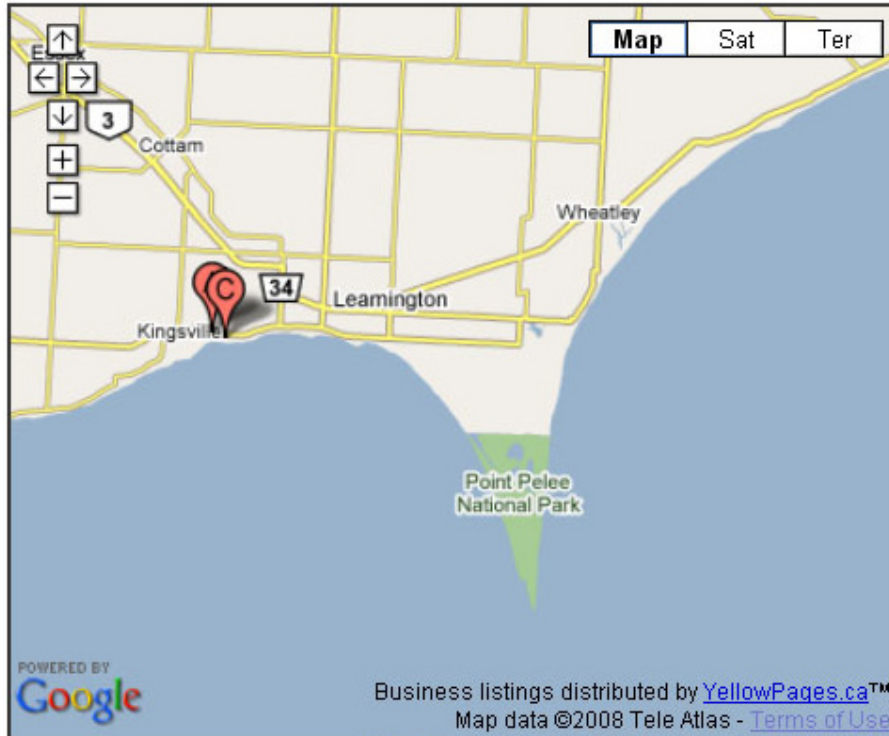 Map Sat Ter
Essex
3
Cottam
Wheatley
C
34
Leamington
Kingsville
Point Pelee
National Park
POWERED BY
Google
Business listings distributed by YellowPages.ca™
Map data ©2008 Tele Atlas - Terms of Use